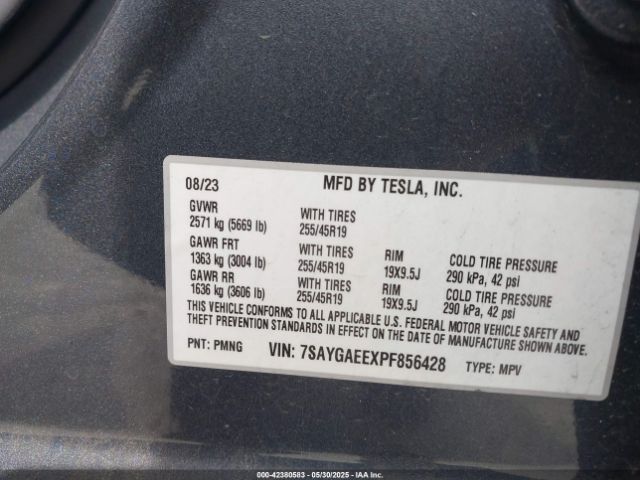 08/23 MFD BY TESLA, INC.
GVWR
2571 kg (5669 lb) WITH TIRES 255/45R19
GAWR FRT
1363 kg (3004 lb) WITH TIRES 255/45R19 RIM 19X9.5J COLD TIRE PRESSURE 290 kPa, 42 psi
GAWR RR
1636 kg (3606 lb) WITH TIRES 255/45R19 RIM 19X9.5J COLD TIRE PRESSURE 290 kPa, 42 psi
THIS VEHICLE CONFORMS TO ALL APPLICABLE U.S. FEDERAL MOTOR VEHICLE SAFETY AND
THEFT PREVENTION STANDARDS IN EFFECT ON THE DATE OF MANUFACTURE SHOWN ABOVE.
PNT: PMNG VIN: 7SAYGAEEXPF856428 TYPE: MPV
000-42380583 — 05/30/2025 — IAAI.COM